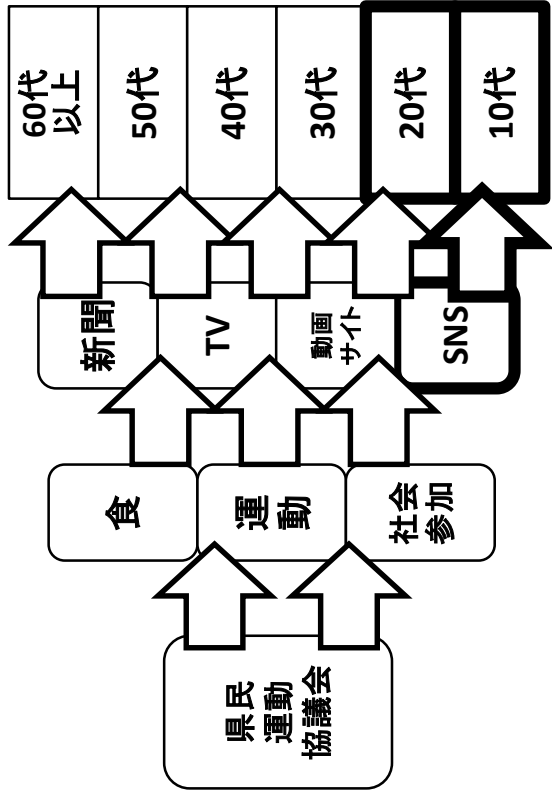 県民
運動
協議会
食
運
動
社会
参加
新聞
TV
動画
サイト
SNS
60代
以上
50代
40代
30代
20代
10代